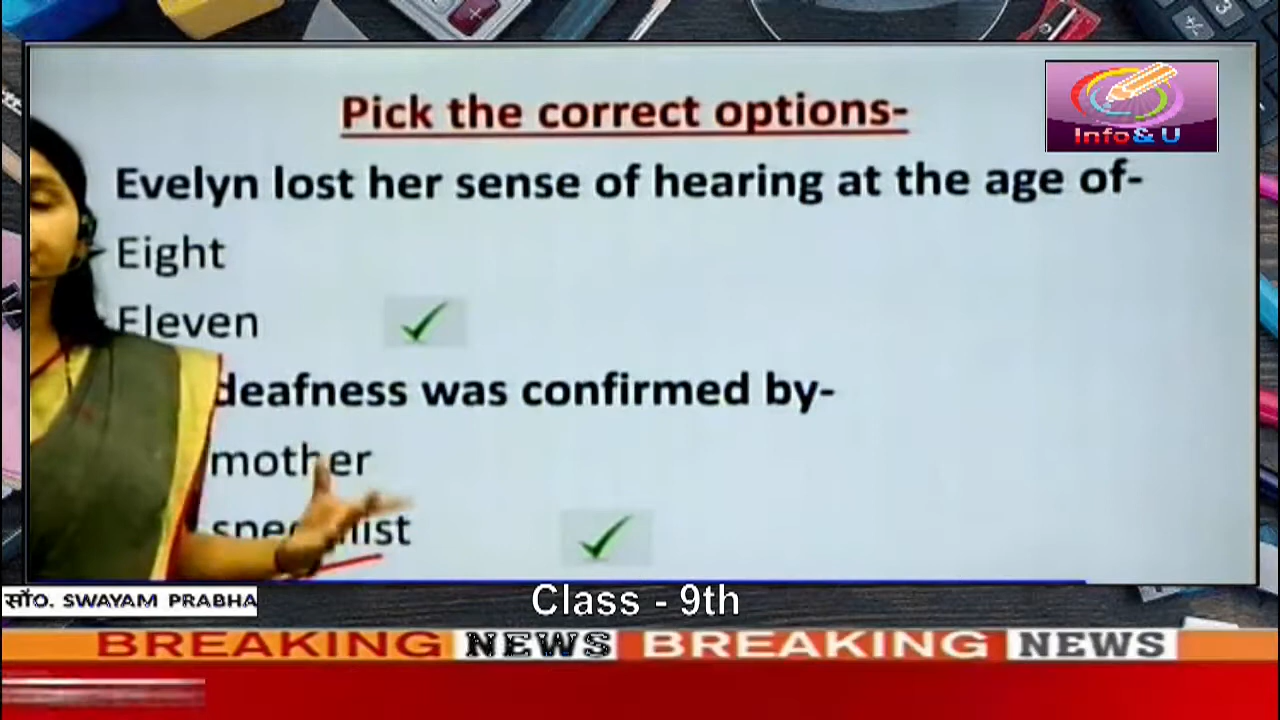 Pick the correct options-
Info & U
Evelyn lost her sense of hearing at the age of-
Eight
Eleven
deafness was confirmed by-
mother
specialist
सौO. SWAYAM PRABHA
Class - 9th
BREAKING NEWS BREAKING NEWS